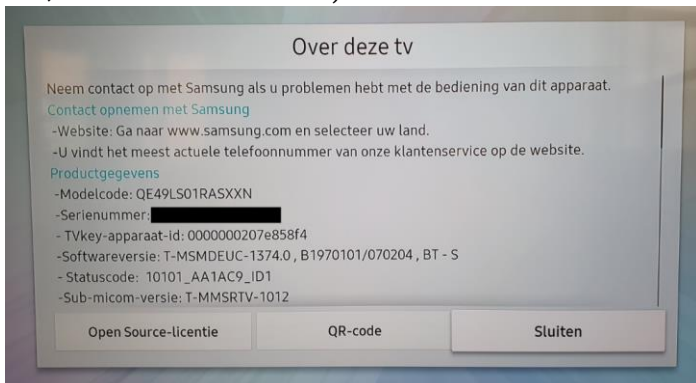 Over deze tv
Neem contact op met Samsung als u problemen hebt met de bediening van dit apparaat.
Contact opnemen met Samsung
-Website: Ga naar www.samsung.com en selecteer uw land.
-U vindt het meest actuele telefoonnummer van onze klantenservice op de website.
Productgegevens
-Modelcode: QE49LS01RASXXN
-Serienummer:
- TVkey-apparaat-id: 0000000207e858f4
-Softwareversie: T-MSMDEUC-1374.0 , B1970101/070204 , BT - S
- Statuscode: 10101_AA1AC9_ID1
-Sub-micom-versie: T-MMSRTV-1012
Open Source-licentie
QR-code
Sluiten